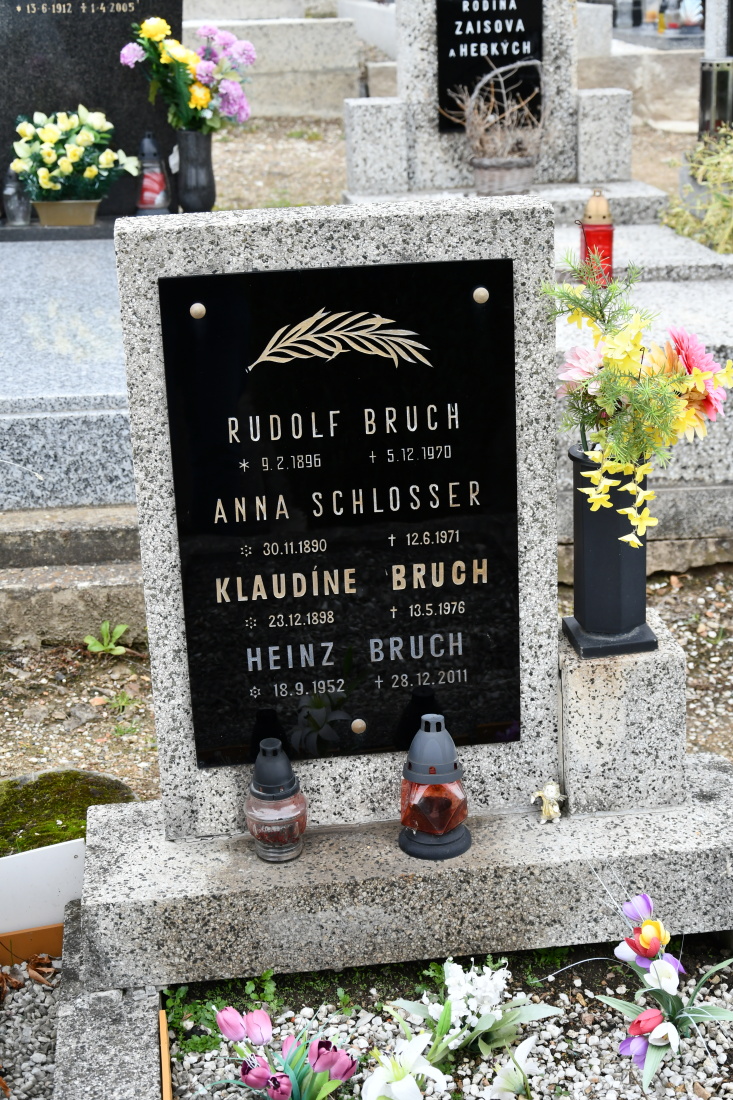 * 13·6·1912 ✝ 1·4·2005
RODINA
ZAISOVA
A HEBKÝCH
RUDOLF BRUCH
* 9.2.1896 ✝ 5.12.1970
ANNA SCHLOSSER
* 30.11.1890 ✝ 12.6.1971
KLAUDÍNE BRUCH
* 23.12.1898 ✝ 13.5.1976
HEINZ BRUCH
* 18.9.1952 ✝ 28.12.2011